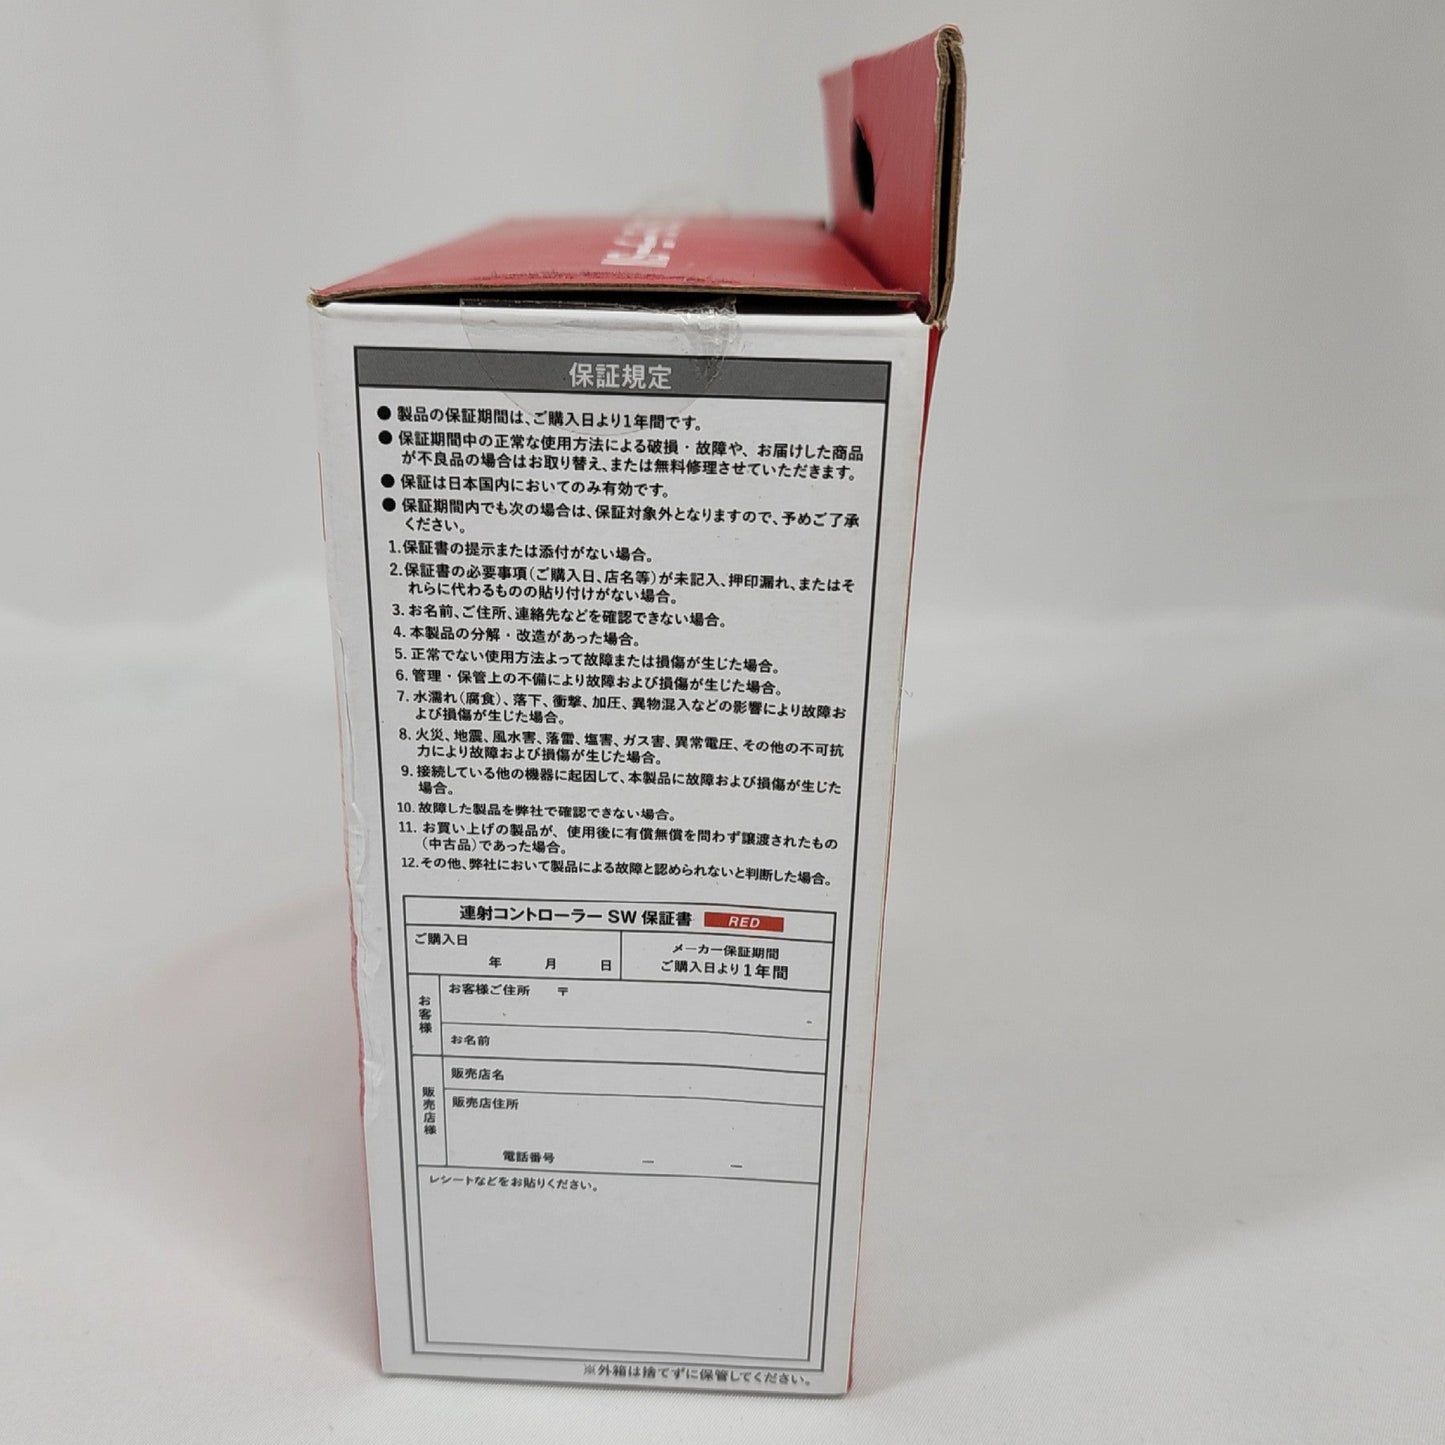 保証規定
● 製品の保証期間は、ご購入日より1年間です。
● 保証期間中の正常な使用方法による破損・故障や、お届けした商品
が不良品の場合はお取り替え、または無料修理させていただきます。
● 保証は日本国内においてのみ有効です。
● 保証期間内でも次の場合は、保証対象外となりますので、予めご了承
ください。
1.保証書の提示または添付がない場合。
2.保証書の必要事項(ご購入日、店名等)が未記入、押印漏れ、またはそ
れらに代わるものの貼り付けがない場合。
3. お名前、ご住所、連絡先などを確認できない場合。
4. 本製品の分解・改造があった場合。
5. 正常でない使用方法よって故障または損傷が生じた場合。
6. 管理・保管上の不備により故障および損傷が生じた場合。
7. 水濡れ(腐食)、落下、衝撃、加圧、異物混入などの影響により故障お
よび損傷が生じた場合。
8. 火災、地震、風水害、落雷、塩害、ガス害、異常電圧、その他の不可抗
力により故障および損傷が生じた場合。
9. 接続している他の機器に起因して、本製品に故障および損傷が生じた
場合。
10. 故障した製品を弊社で確認できない場合。
11. お買い上げの製品が、使用後に有償無償を問わず譲渡されたもの
(中古品)であった場合。
12.その他、弊社において製品による故障と認められないと判断した場合。
連射コントローラー SW 保証書 RED
ご購入日
年 月 日
メーカー保証期間
ご購入日より1年間
お客様
お客様ご住所 〒
お名前
販売店様
販売店名
販売店住所
電話番号 ― ―
レシートなどをお貼りください。
※外箱は捨てずに保管してください。